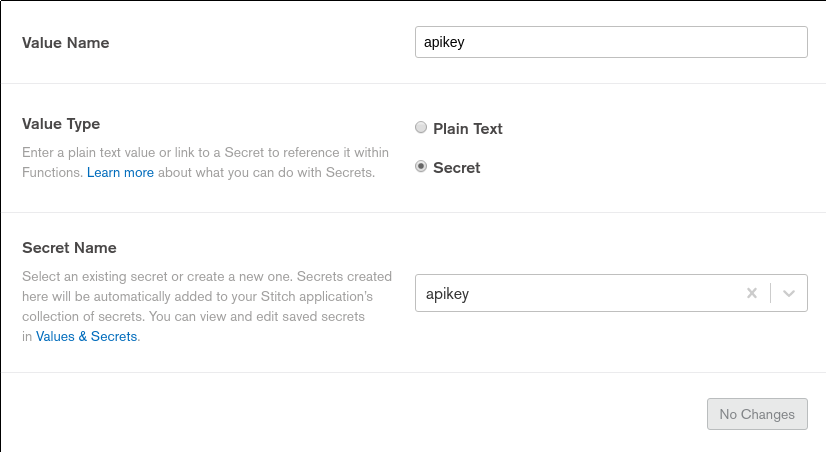 Value Name
apikey
Value Type
Enter a plain text value or link to a Secret to reference it within
Functions. Learn more about what you can do with Secrets.
Plain Text
Secret
Secret Name
Select an existing secret or create a new one. Secrets created
here will be automatically added to your Stitch application's
collection of secrets. You can view and edit saved secrets
in Values & Secrets.
apikey
No Changes